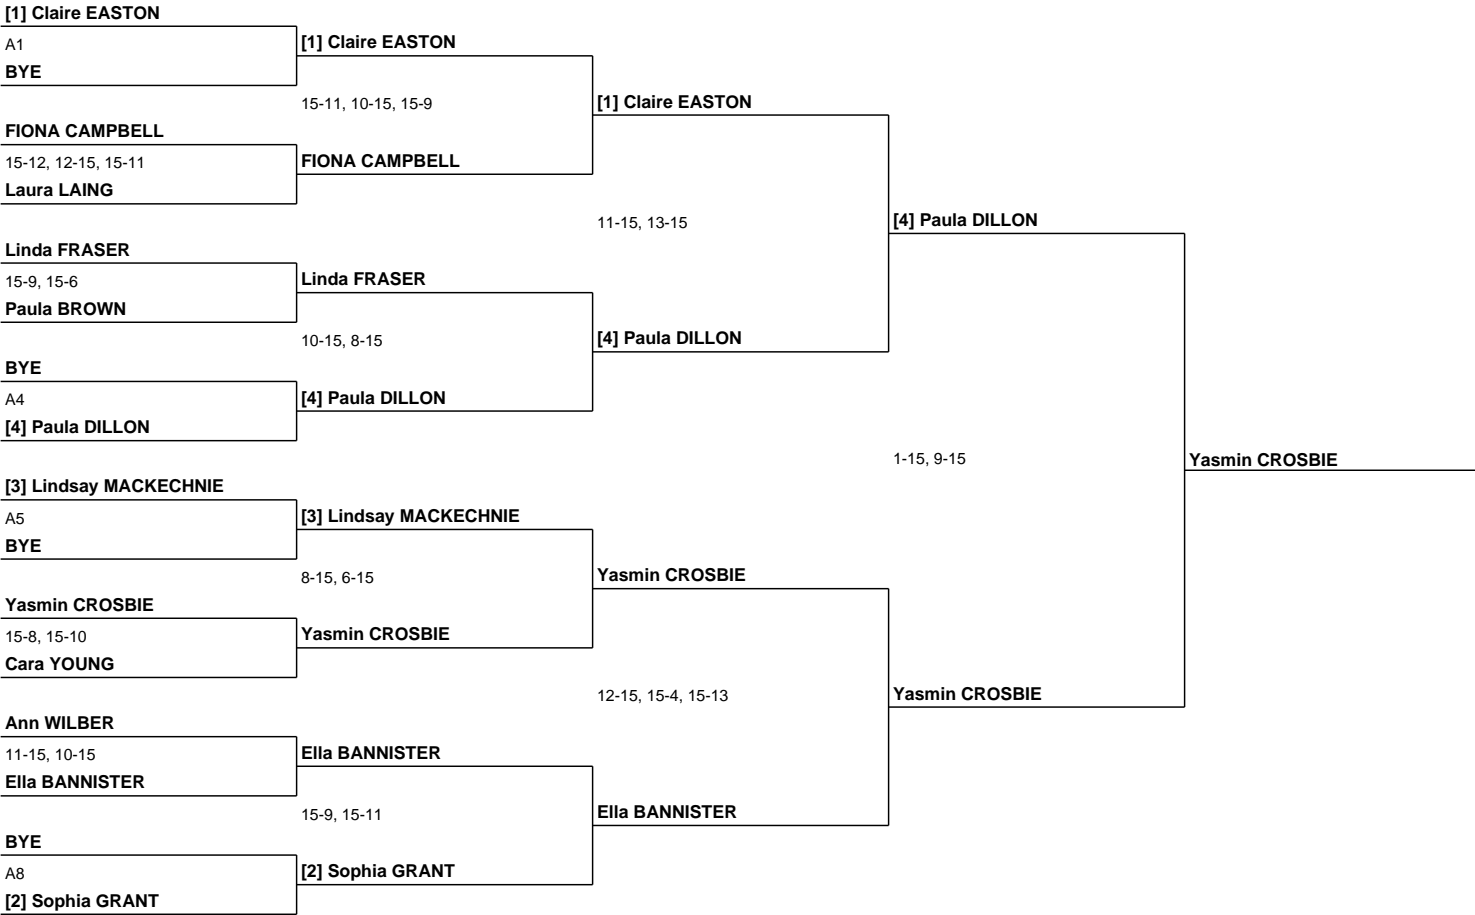 [1] Claire EASTON
A1
BYE
FIONA CAMPBELL
15-12, 12-15, 15-11
Laura LAING
Linda FRASER
15-9, 15-6
Paula BROWN
BYE
A4
[4] Paula DILLON
[3] Lindsay MACKECHNIE
A5
BYE
Yasmin CROSBIE
15-8, 15-10
Cara YOUNG
Ann WILBER
11-15, 10-15
Ella BANNISTER
BYE
A8
[2] Sophia GRANT
[1] Claire EASTON
15-11, 10-15, 15-9
FIONA CAMPBELL
Linda FRASER
10-15, 8-15
[4] Paula DILLON
[3] Lindsay MACKECHNIE
8-15, 6-15
Yasmin CROSBIE
Ella BANNISTER
15-9, 15-11
[2] Sophia GRANT
[1] Claire EASTON
11-15, 13-15
[4] Paula DILLON
Yasmin CROSBIE
12-15, 15-4, 15-13
Ella BANNISTER
[4] Paula DILLON
1-15, 9-15
Yasmin CROSBIE
Yasmin CROSBIE